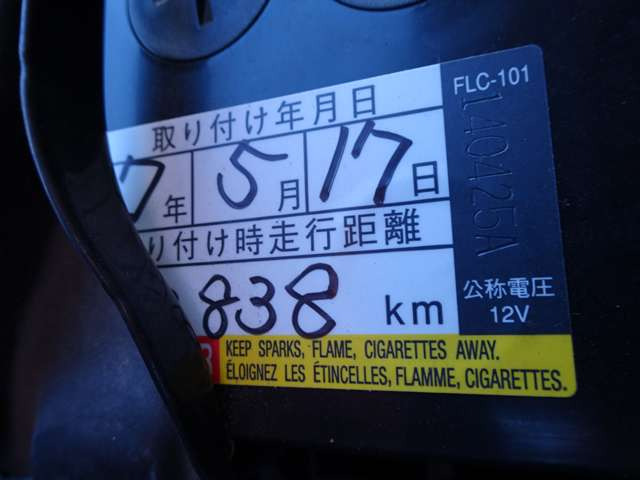 FLC-101
140425A
取り付け年月日
7年 5月 17日
り付け時走行距離
838 km
公称電圧
12V
KEEP SPARKS, FLAME, CIGARETTES AWAY.
ÉLOIGNEZ LES ÉTINCELLES, FLAMME, CIGARETTES.